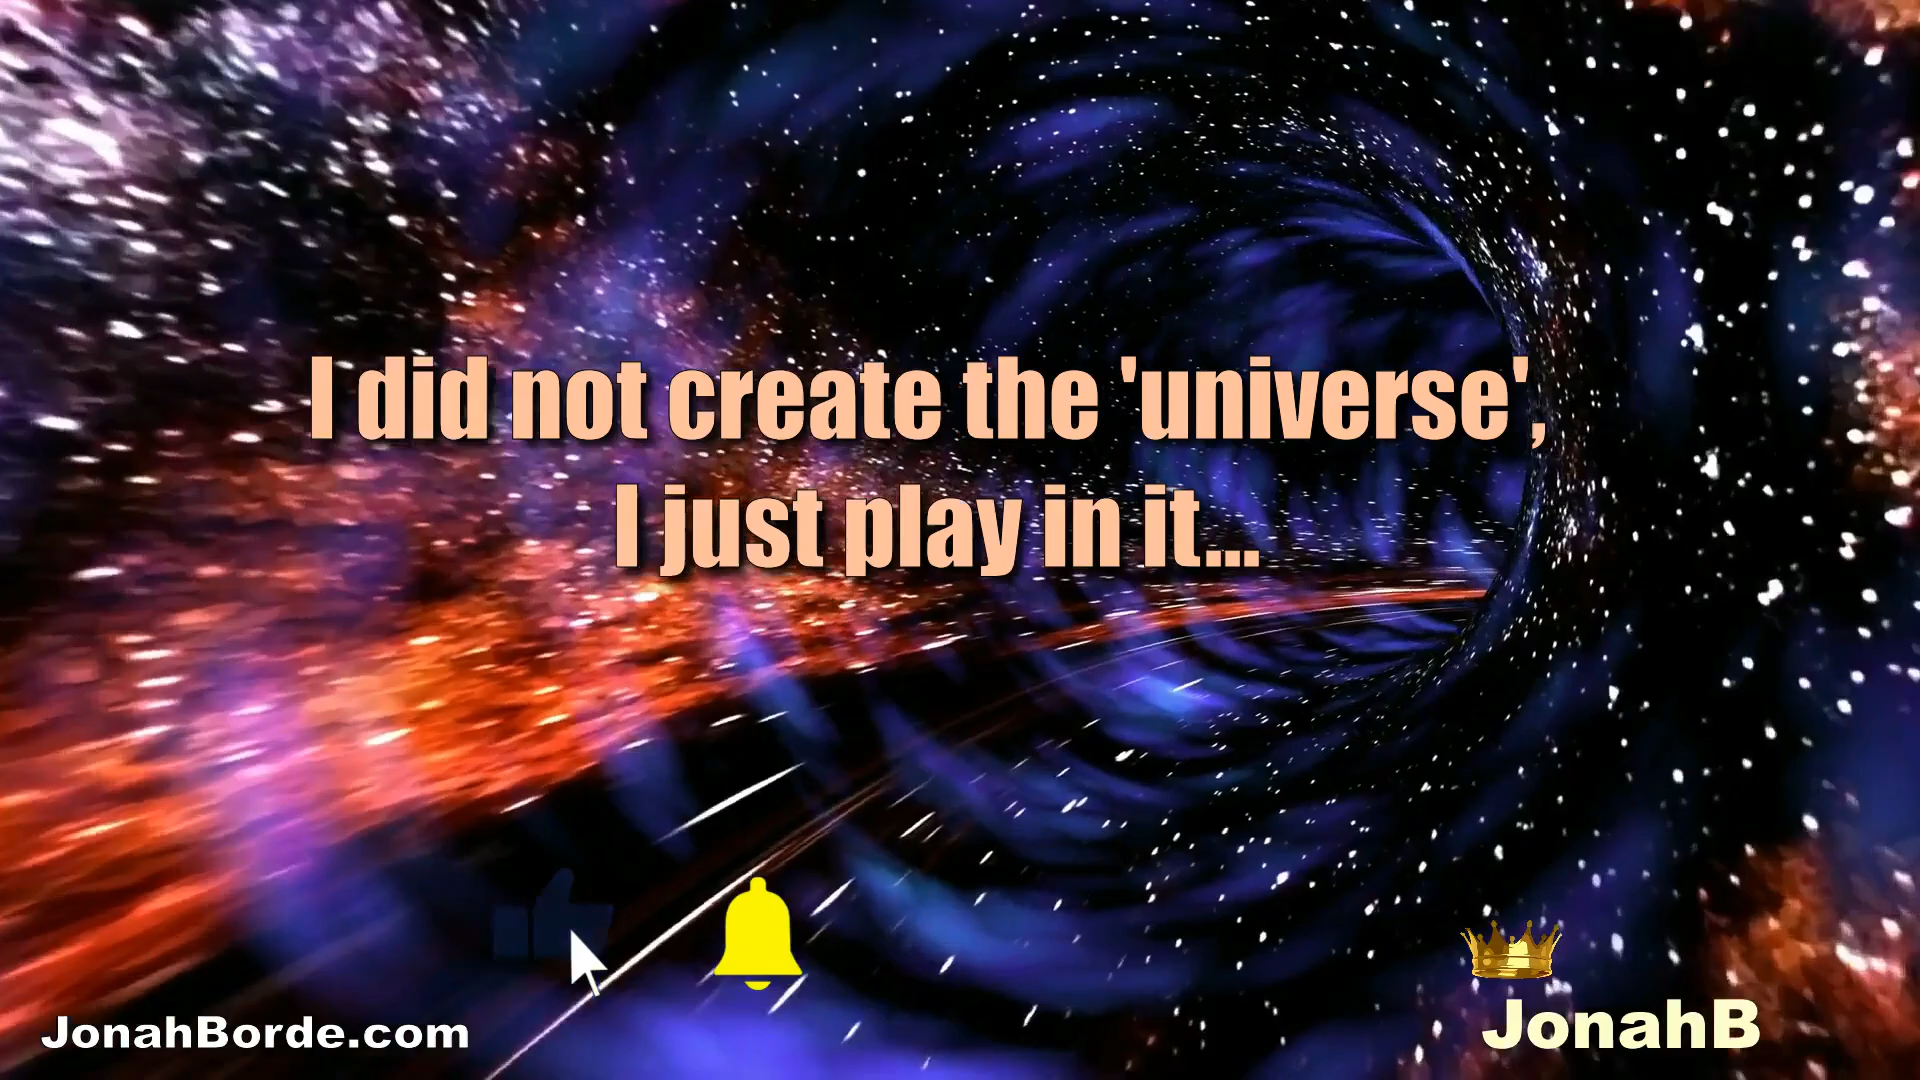 I did not create the 'universe',
I just play in it...
JonahBorde.com
JonahB